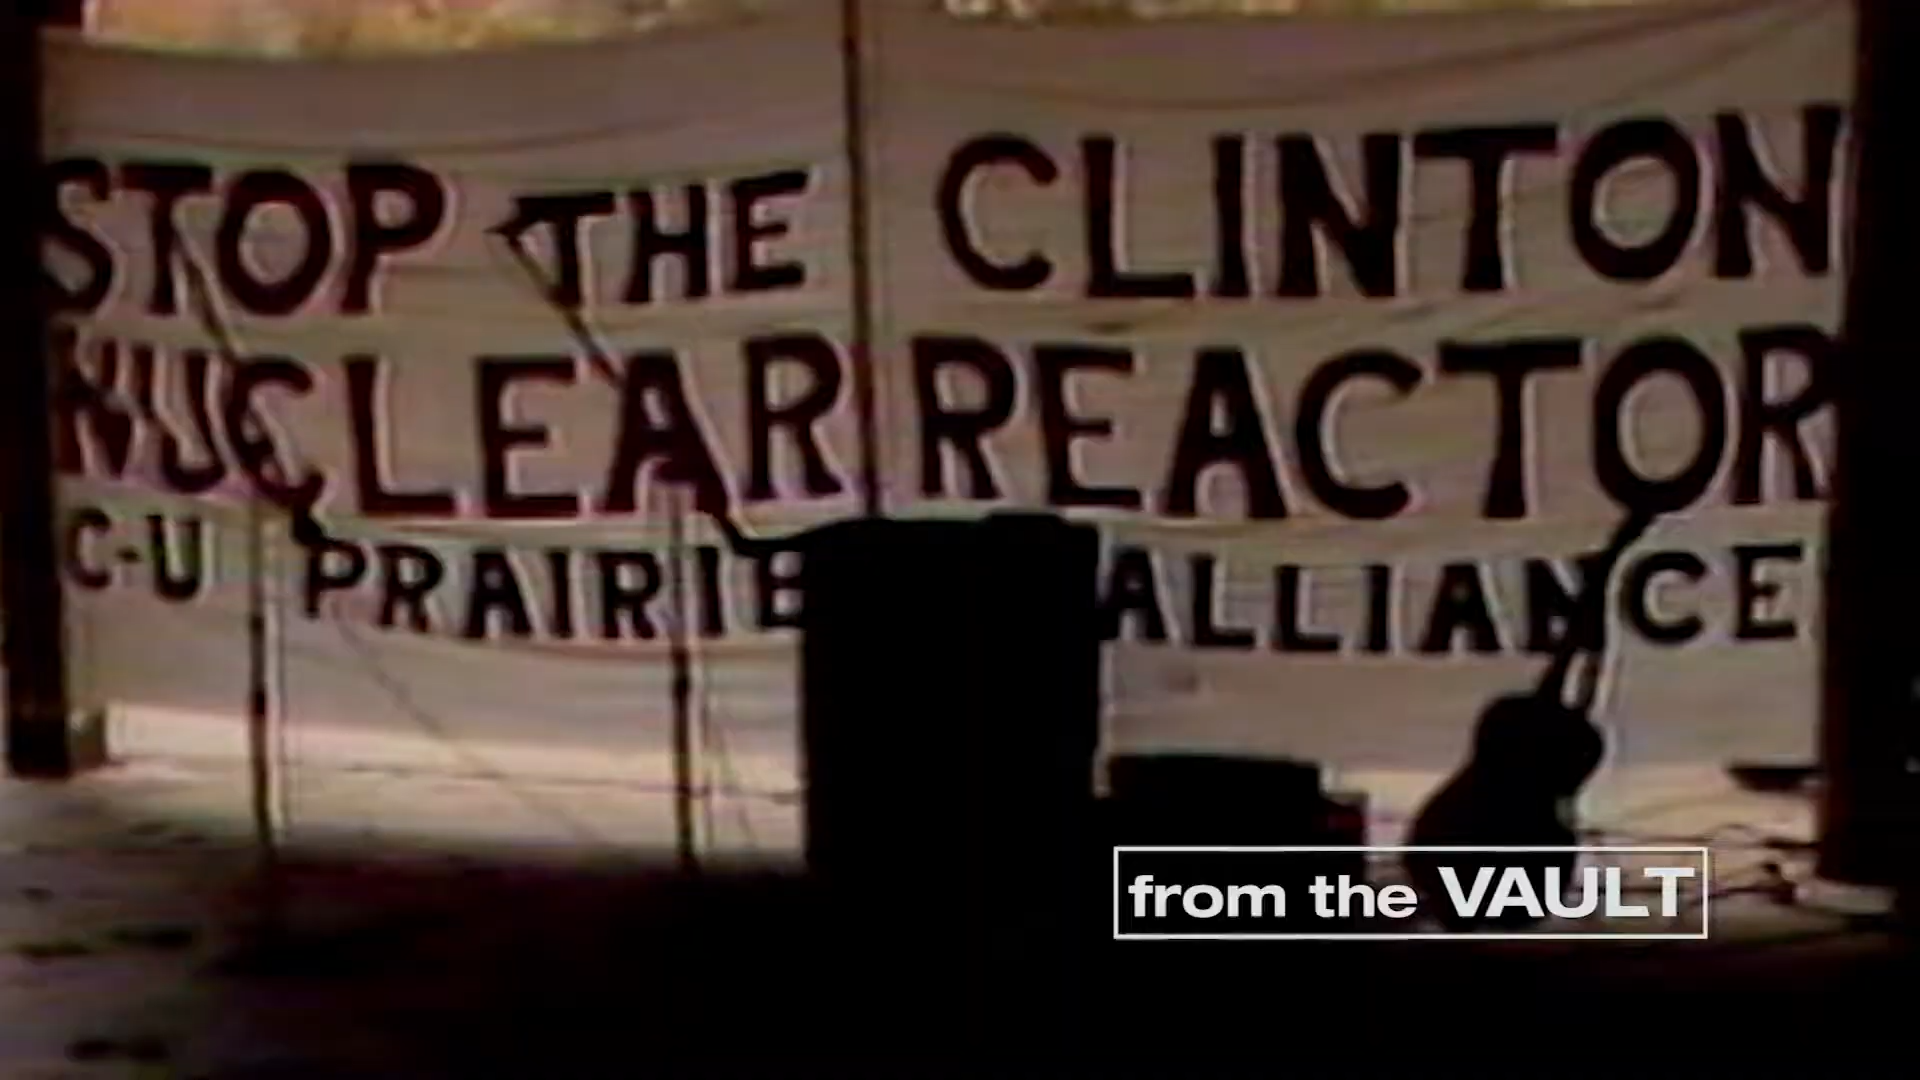 STOP THE CLINTON
NUCLEAR REACTOR
C-U PRAIRIE ALLIANCE
from the VAULT